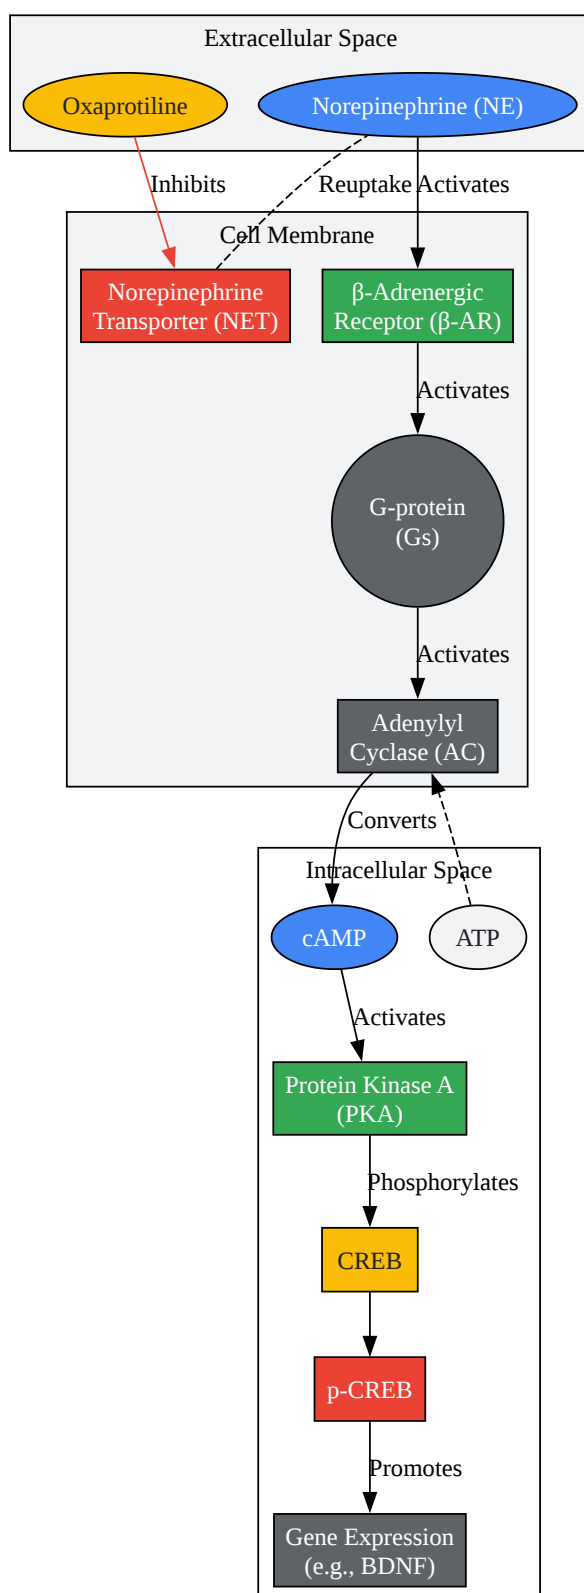 Extracellular Space
Oxaprotiline
Norepinephrine (NE)
Inhibits
Reuptake
Activates
Cell Membrane
Norepinephrine
Transporter (NET)
β-Adrenergic
Receptor (β-AR)
Activates
G-protein
(Gs)
Activates
Adenylyl
Cyclase (AC)
Converts
Intracellular Space
cAMP
ATP
Activates
Protein Kinase A
(PKA)
Phosphorylates
CREB
p-CREB
Promotes
Gene Expression
(e.g., BDNF)